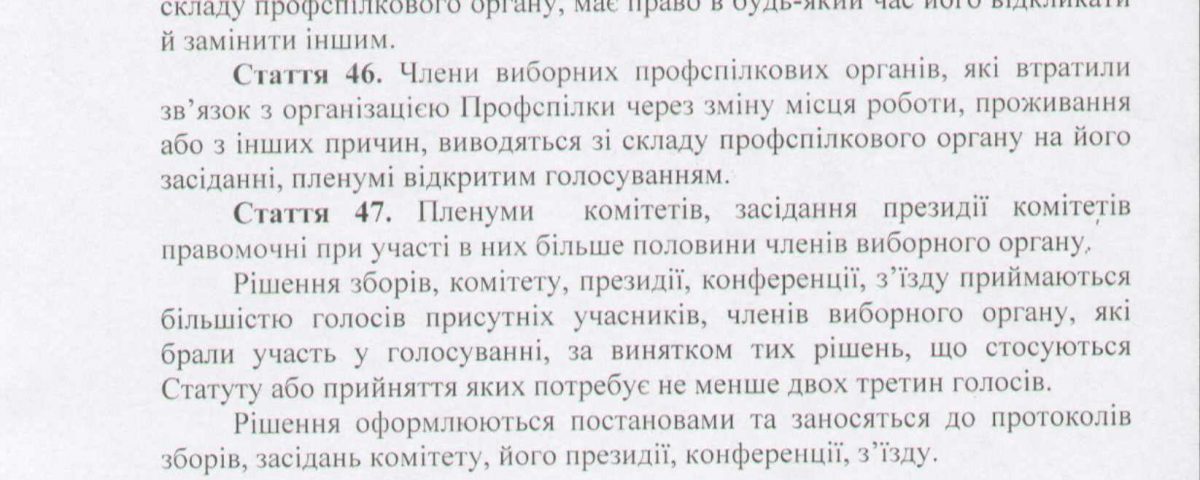 складу профспілкового органу, має право в будь-який час його відкликати
й замінити іншим.
Стаття 46. Члени виборних профспілкових органів, які втратили
зв’язок з організацією Профспілки через зміну місця роботи, проживання
або з інших причин, виводяться зі складу профспілкового органу на його
засіданні, пленумі відкритим голосуванням.
Стаття 47. Пленуми комітетів, засідання президії комітетів
правомочні при участі в них більше половини членів виборного органу.
Рішення зборів, комітету, президії, конференції, з’їзду приймаються
більшістю голосів присутніх учасників, членів виборного органу, які
брали участь у голосуванні, за винятком тих рішень, що стосуються
Статуту або прийняття яких потребує не менше двох третин голосів.
Рішення оформлюються постановами та заносяться до протоколів
зборів, засідань комітету, його президії, конференції, з’їзду.